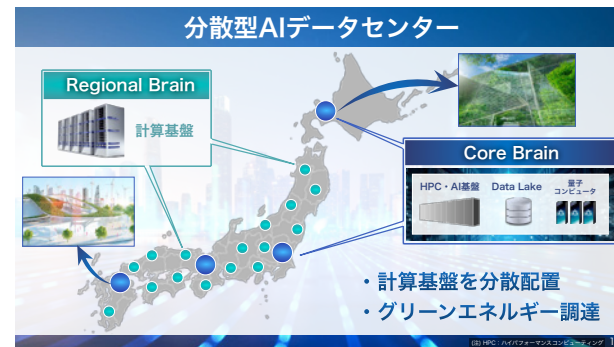 分散型AIデータセンター
Regional Brain
計算基盤
Core Brain
HPC・AI基盤
Data Lake
量子
コンピュータ
・計算基盤を分散配置
・グリーンエネルギー調達
(注) HPC：ハイパフォーマンスコンピューティング